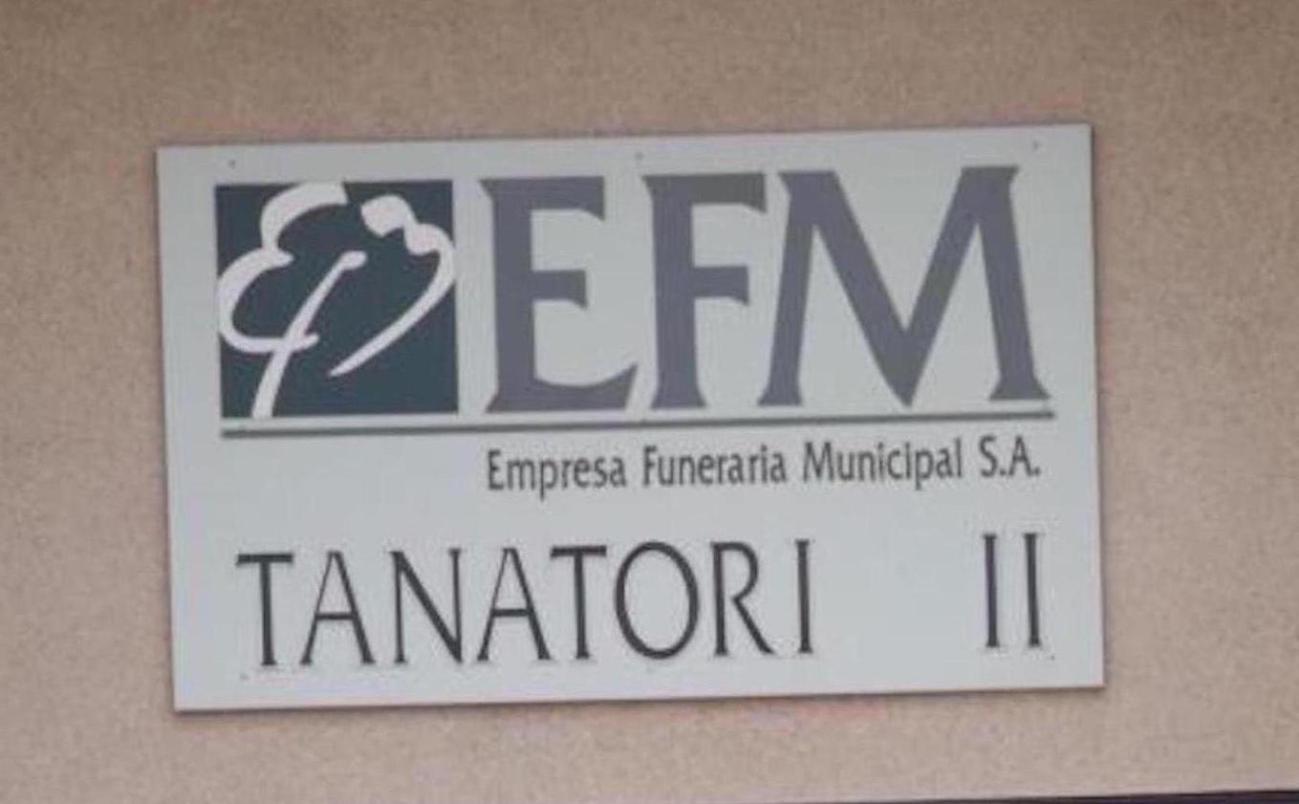 EFM
Empresa Funeraria Municipal S.A.
TANATORI II